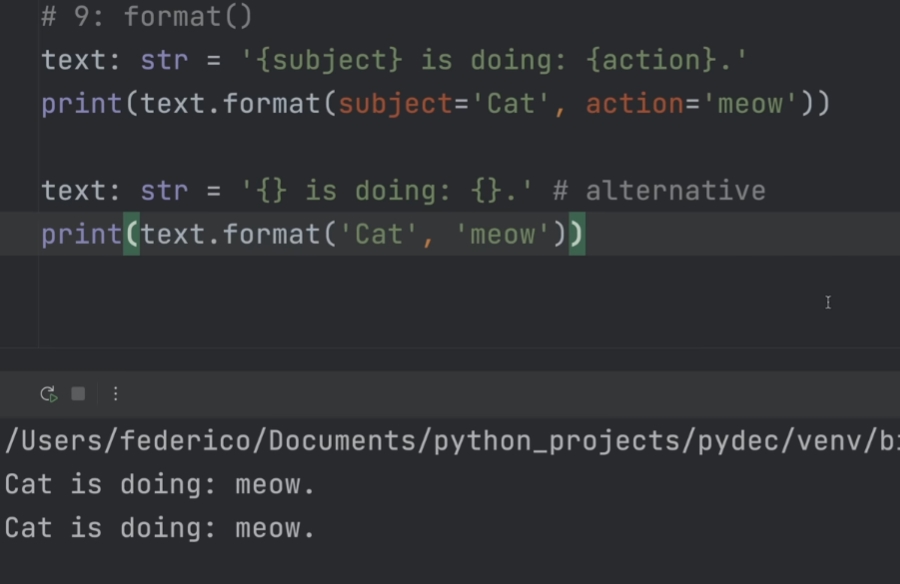 # 9: format()
text: str = '{subject} is doing: {action}.'
print(text.format(subject='Cat', action='meow'))
text: str = '{} is doing: {}.' # alternative
print(text.format('Cat', 'meow'))
/Users/federico/Documents/python_projects/pydec/venv/b
Cat is doing: meow.
Cat is doing: meow.